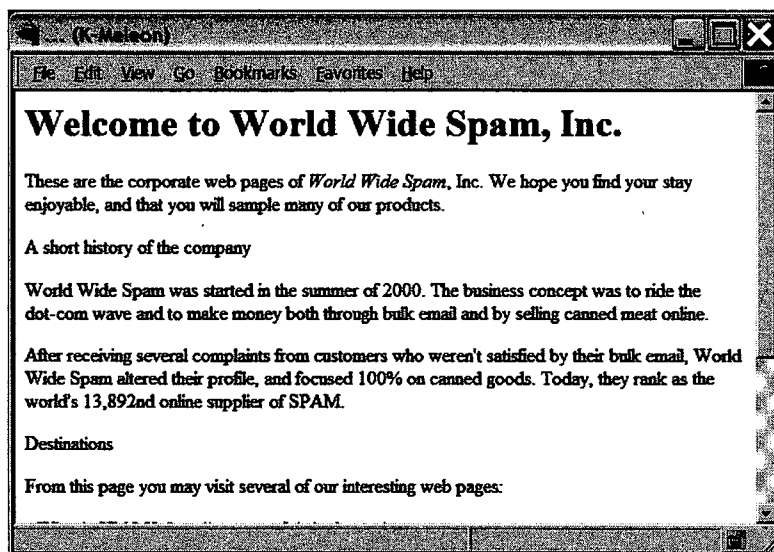 ... (K-Meleon)
File Edit View Go Bookmarks Favorites Help
Welcome to World Wide Spam, Inc.
These are the corporate web pages of World Wide Spam, Inc. We hope you find your stay
enjoyable, and that you will sample many of our products.
A short history of the company
World Wide Spam was started in the summer of 2000. The business concept was to ride the
dot-com wave and to make money both through bulk email and by selling canned meat online.
After receiving several complaints from customers who weren't satisfied by their bulk email, World
Wide Spam altered their profile, and focused 100% on canned goods. Today, they rank as the
world's 13,892nd online supplier of SPAM.
Destinations
From this page you may visit several of our interesting web pages: